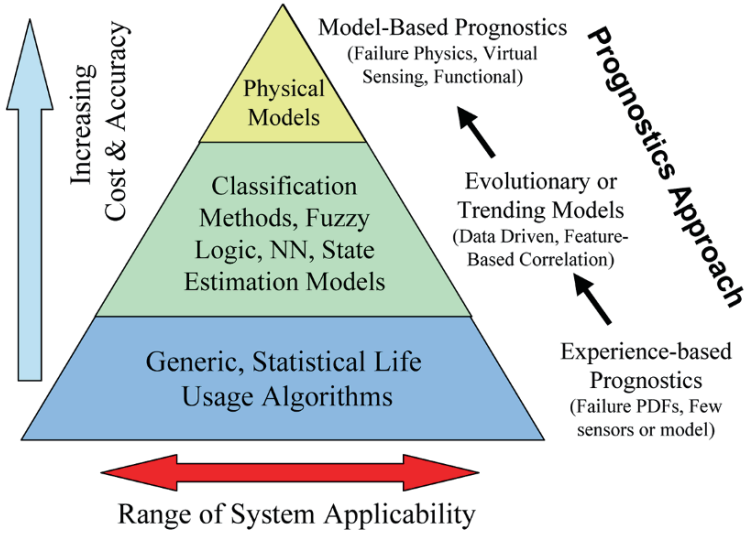 Model-Based Prognostics
(Failure Physics, Virtual
Sensing, Functional)
Prognostics Approach
Increasing
Cost & Accuracy
Physical
Models
Classification
Methods, Fuzzy
Logic, NN, State
Estimation Models
Evolutionary or
Trending Models
(Data Driven, Feature-
Based Correlation)
Generic, Statistical Life
Usage Algorithms
Experience-based
Prognostics
(Failure PDFs, Few
sensors or model)
Range of System Applicability